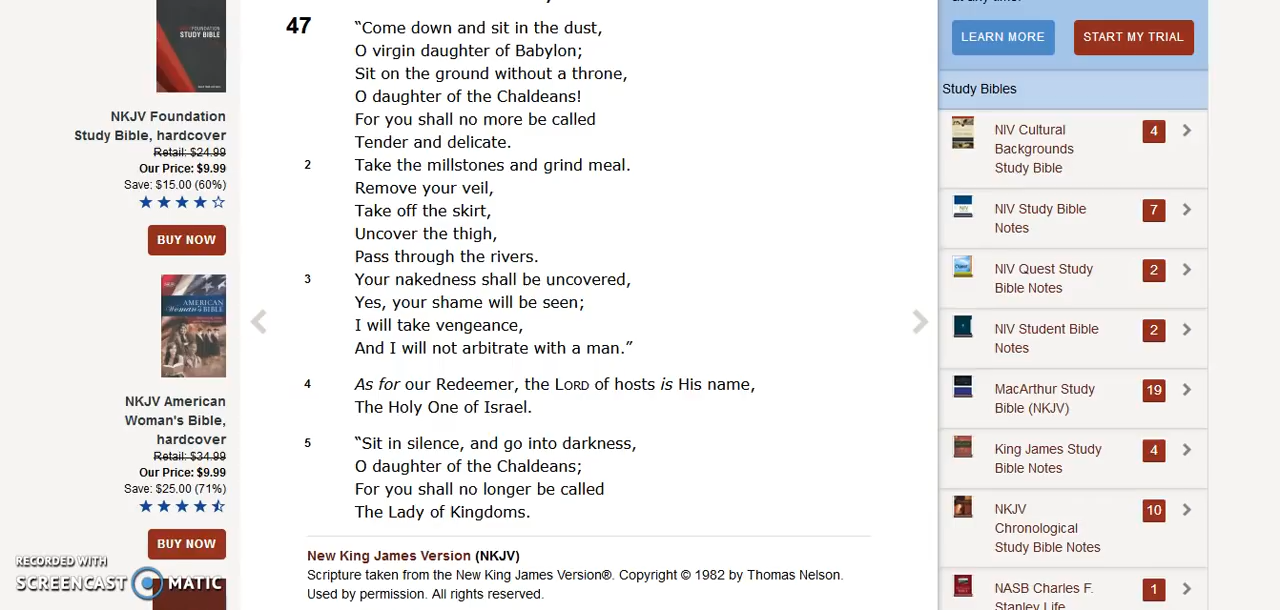 at any time.
LEARN MORE
START MY TRIAL
STUDY BIBLE
NKJV Foundation
Study Bible, hardcover
Retail: $24.99
Our Price: $9.99
Save: $15.00 (60%)
BUY NOW
AMERICAN
Woman's BIBLE
NKJV American
Woman's Bible,
hardcover
Retail: $34.99
Our Price: $9.99
Save: $25.00 (71%)
BUY NOW
RECORDED WITH
SCREENCAST MATIC
47 “Come down and sit in the dust,
O virgin daughter of Babylon;
Sit on the ground without a throne,
O daughter of the Chaldeans!
For you shall no more be called
Tender and delicate.
2 Take the millstones and grind meal.
Remove your veil,
Take off the skirt,
Uncover the thigh,
Pass through the rivers.
3 Your nakedness shall be uncovered,
Yes, your shame will be seen;
I will take vengeance,
And I will not arbitrate with a man.”
4 As for our Redeemer, the LORD of hosts is His name,
The Holy One of Israel.
5 “Sit in silence, and go into darkness,
O daughter of the Chaldeans;
For you shall no longer be called
The Lady of Kingdoms.
New King James Version (NKJV)
Scripture taken from the New King James Version®. Copyright © 1982 by Thomas Nelson.
Used by permission. All rights reserved.
Study Bibles
NIV Cultural
Backgrounds
Study Bible
4
NIV Study Bible
Notes
7
NIV Quest Study
Bible Notes
2
NIV Student Bible
Notes
2
MacArthur Study
Bible (NKJV)
19
King James Study
Bible Notes
4
NKJV
Chronological
Study Bible Notes
10
NASB Charles F.
Stanley Life
1